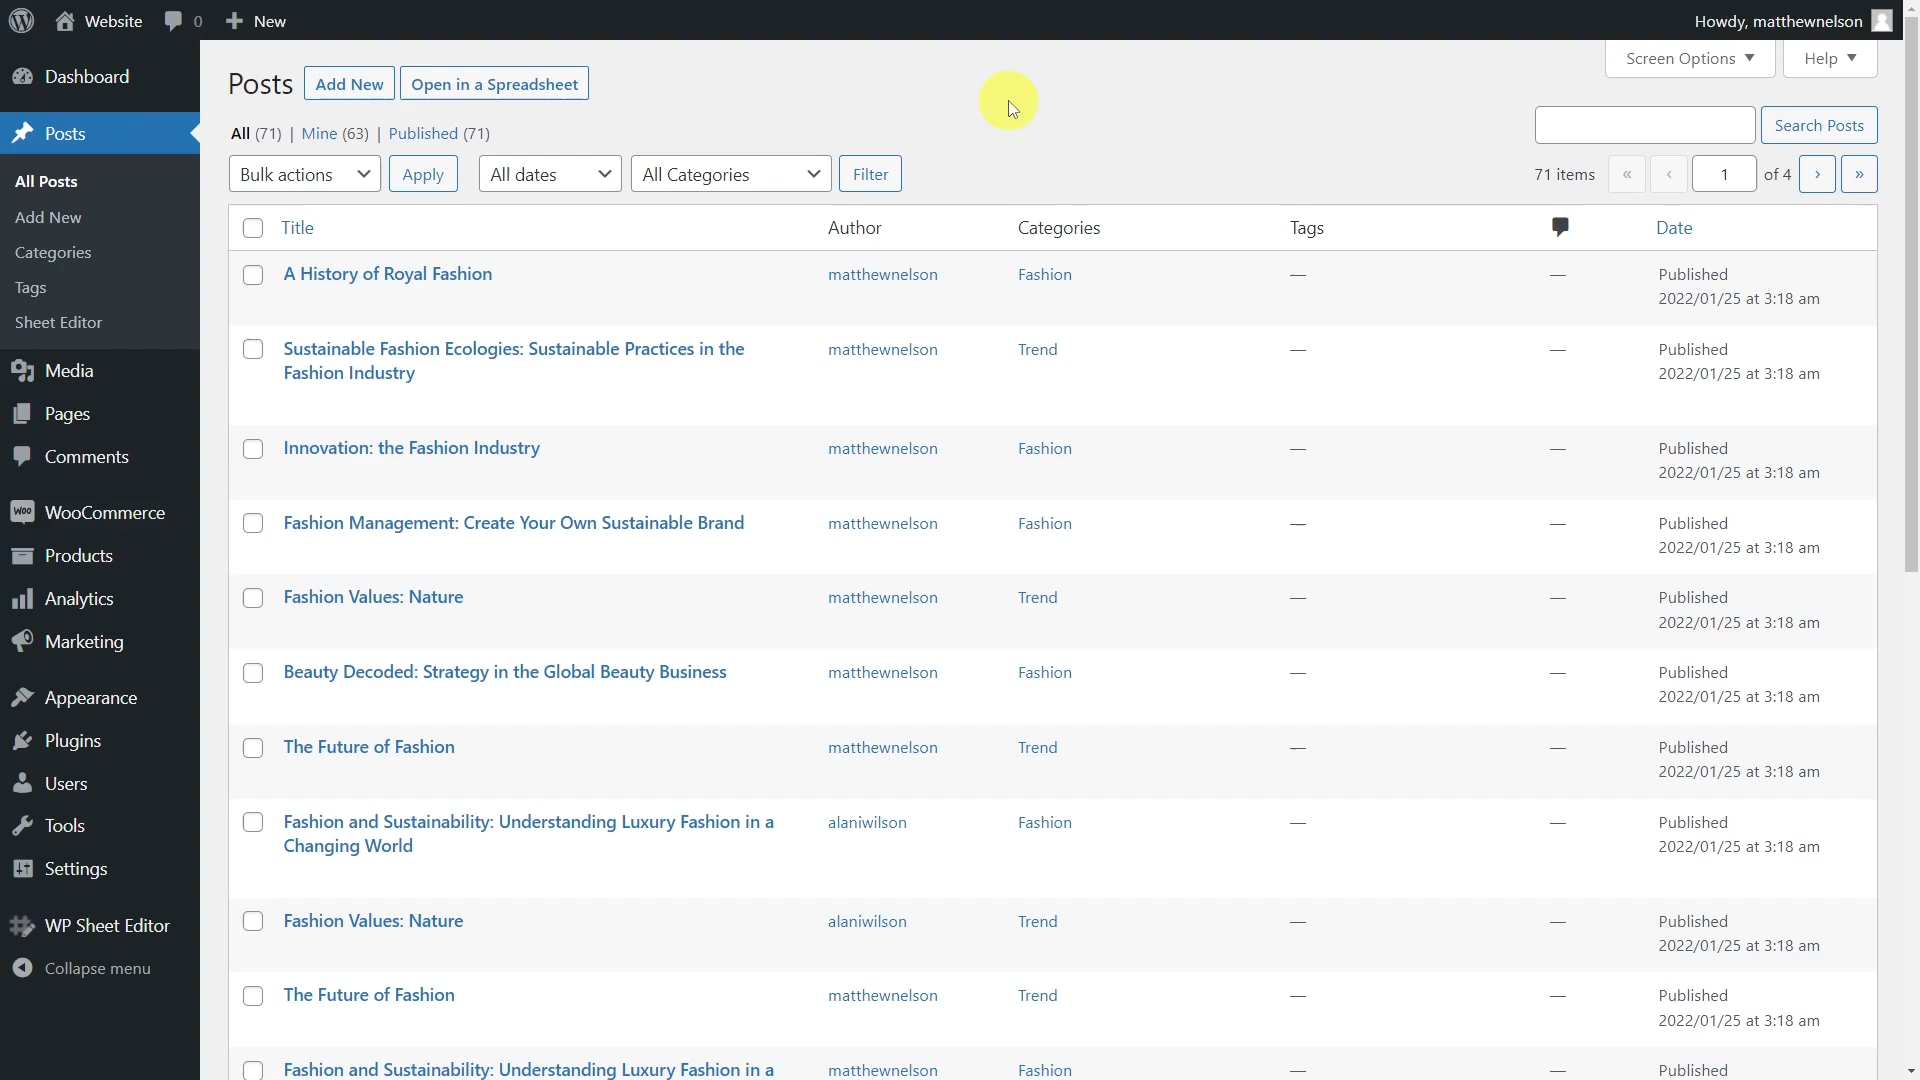 Website 0 New Howdy, matthewnelson
Screen Options Help
Dashboard
Posts
All Posts
Add New
Categories
Tags
Sheet Editor
Media
Pages
Comments
WooCommerce
Products
Analytics
Marketing
Appearance
Plugins
Users
Tools
Settings
WP Sheet Editor
Collapse menu
Posts Add New Open in a Spreadsheet
All (71) | Mine (63) | Published (71)
Search Posts
Bulk actions Apply All dates All Categories Filter 71 items « ‹ 1 of 4 › »
Title Author Categories Tags Date
A History of Royal Fashion matthewnelson Fashion — — Published
2022/01/25 at 3:18 am
Sustainable Fashion Ecologies: Sustainable Practices in the matthewnelson Trend — — Published
Fashion Industry 2022/01/25 at 3:18 am
Innovation: the Fashion Industry matthewnelson Fashion — — Published
2022/01/25 at 3:18 am
Fashion Management: Create Your Own Sustainable Brand matthewnelson Fashion — — Published
2022/01/25 at 3:18 am
Fashion Values: Nature matthewnelson Trend — — Published
2022/01/25 at 3:18 am
Beauty Decoded: Strategy in the Global Beauty Business matthewnelson Fashion — — Published
2022/01/25 at 3:18 am
The Future of Fashion matthewnelson Trend — — Published
2022/01/25 at 3:18 am
Fashion and Sustainability: Understanding Luxury Fashion in a alaniwilson Fashion — — Published
Changing World 2022/01/25 at 3:18 am
Fashion Values: Nature alaniwilson Trend — — Published
2022/01/25 at 3:18 am
The Future of Fashion matthewnelson Trend — — Published
2022/01/25 at 3:18 am
Fashion and Sustainability: Understanding Luxury Fashion in a matthewnelson Fashion — — Published